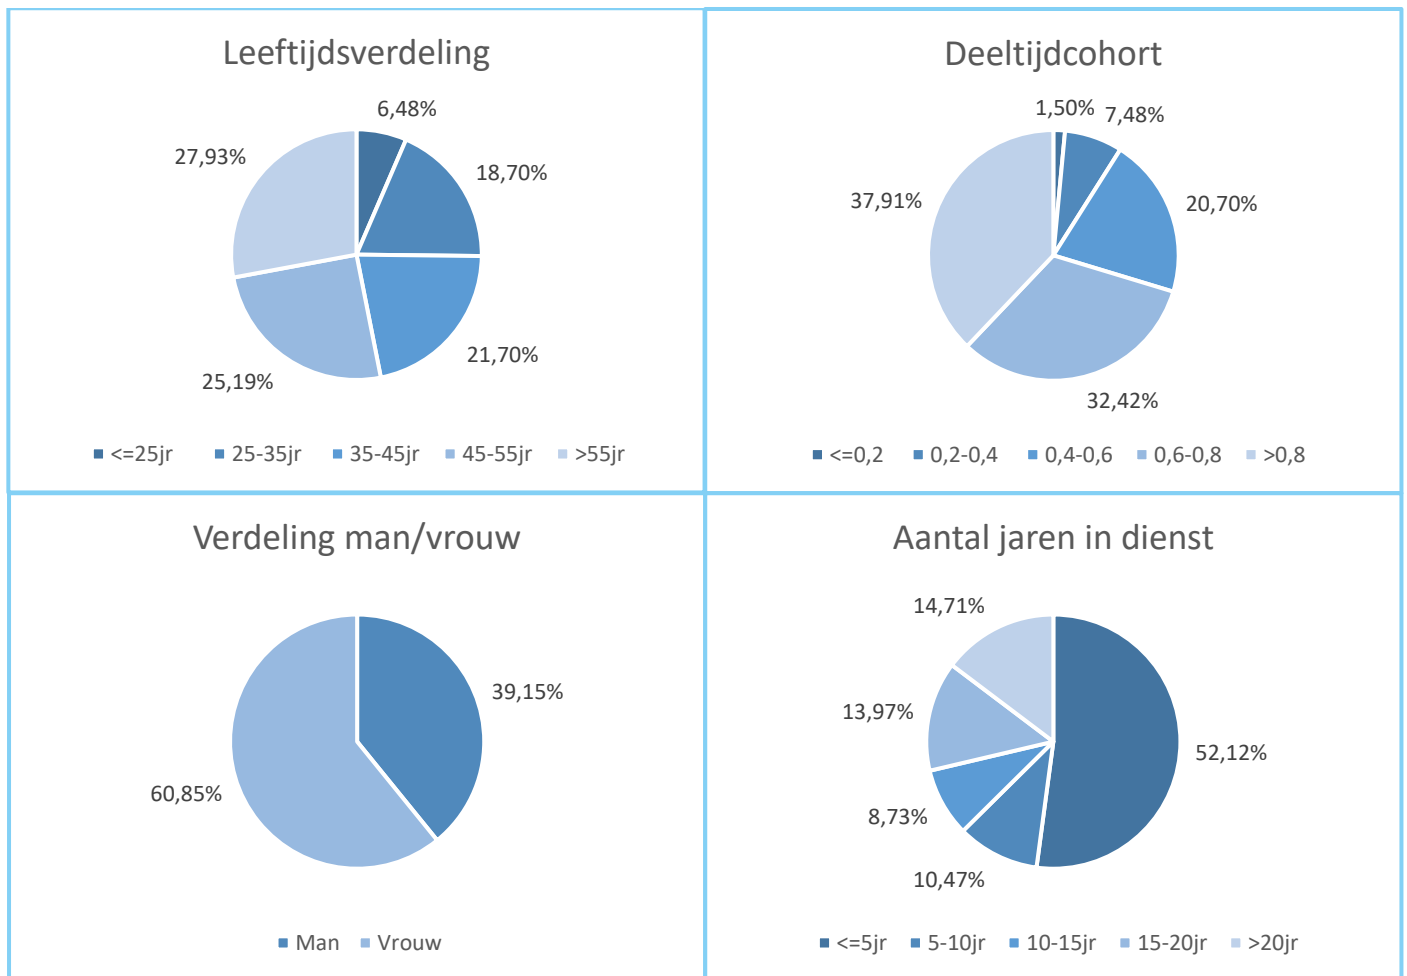 Leeftijdsverdeling
6,48%
18,70%
21,70%
25,19%
27,93%
<=25jr 25-35jr 35-45jr 45-55jr >55jr
Deeltijdcohort
1,50%
7,48%
20,70%
32,42%
37,91%
<=0,2 0,2-0,4 0,4-0,6 0,6-0,8 >0,8
Verdeling man/vrouw
39,15%
60,85%
Man Vrouw
Aantal jaren in dienst
52,12%
10,47%
8,73%
13,97%
14,71%
<=5jr 5-10jr 10-15jr 15-20jr >20jr